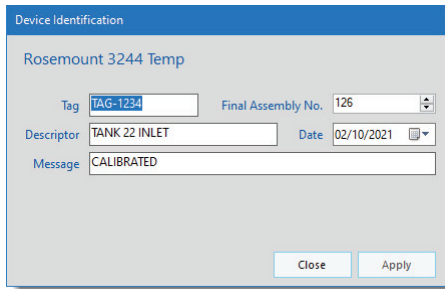 Device Identification
Rosemount 3244 Temp
Tag TAG-1234 Final Assembly No. 126
Descriptor TANK 22 INLET Date 02/10/2021
Message CALIBRATED
Close Apply